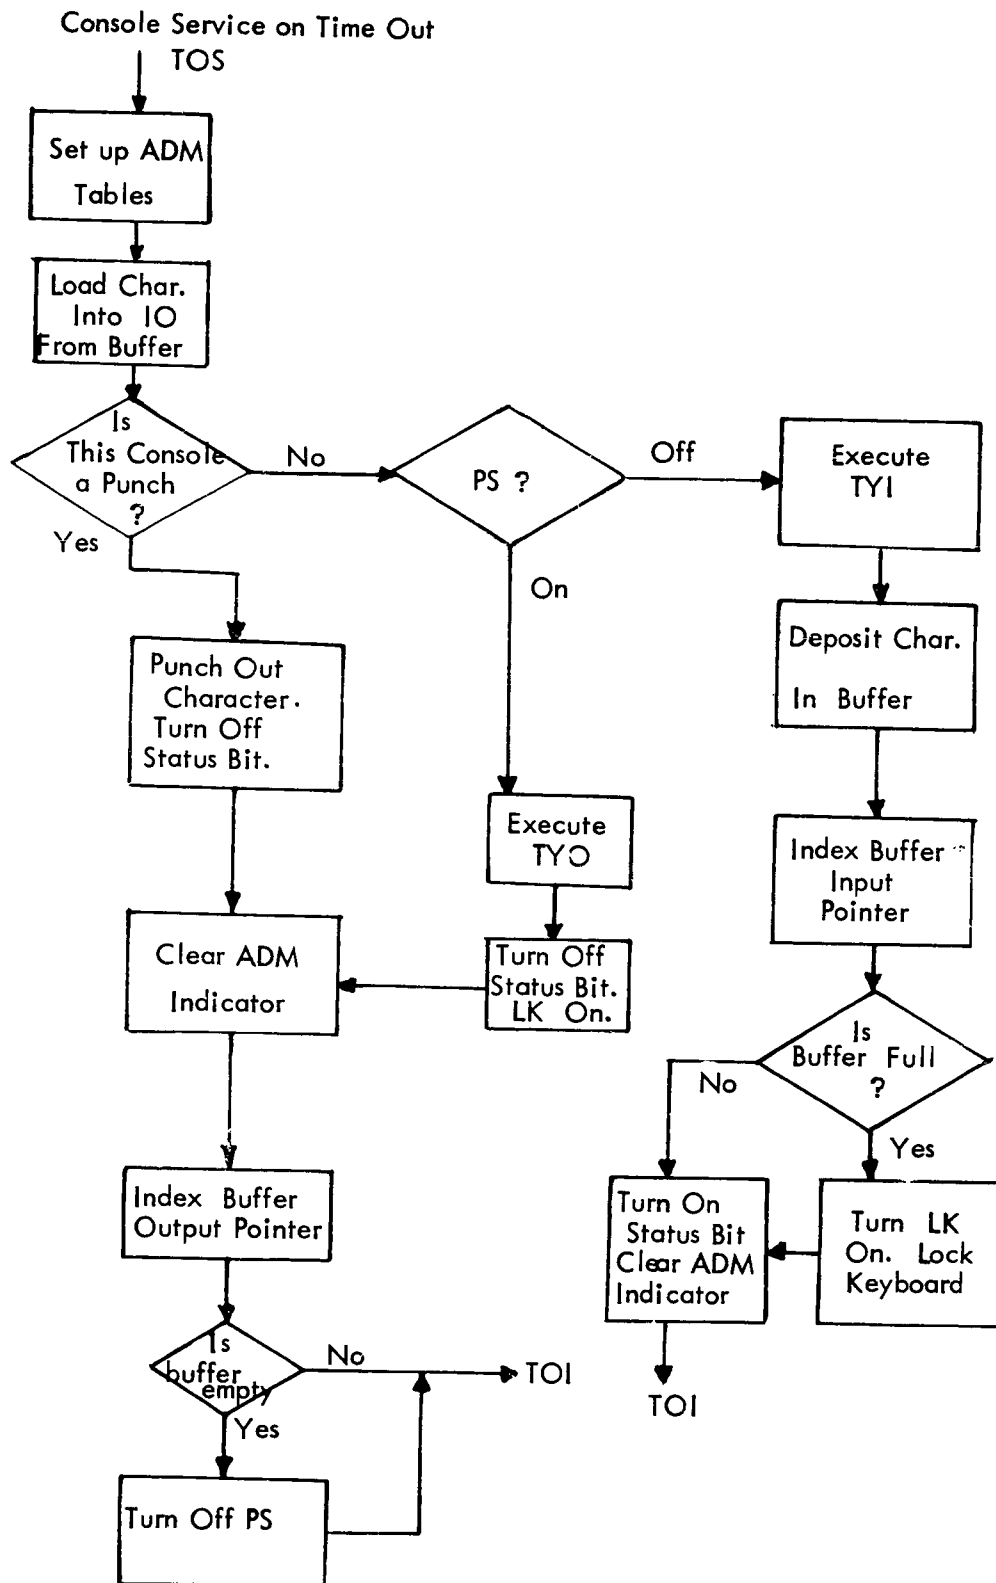 Console Service on Time Out
TOS
Set up ADM
Tables
Load Char.
Into IO
From Buffer
Is
This Console
a Punch
?
No
Yes
PS ?
Off
On
Execute
TYI
Deposit Char.
In Buffer
Index Buffer
Input
Pointer
Is
Buffer Full
?
No
Yes
Turn On
Status Bit
Clear ADM
Indicator
Turn LK
On. Lock
Keyboard
TOI
Punch Out
Character.
Turn Off
Status Bit.
Execute
TYO
Turn Off
Status Bit.
LK On.
Clear ADM
Indicator
Index Buffer
Output Pointer
Is
buffer
empty
No
TOI
Yes
Turn Off PS